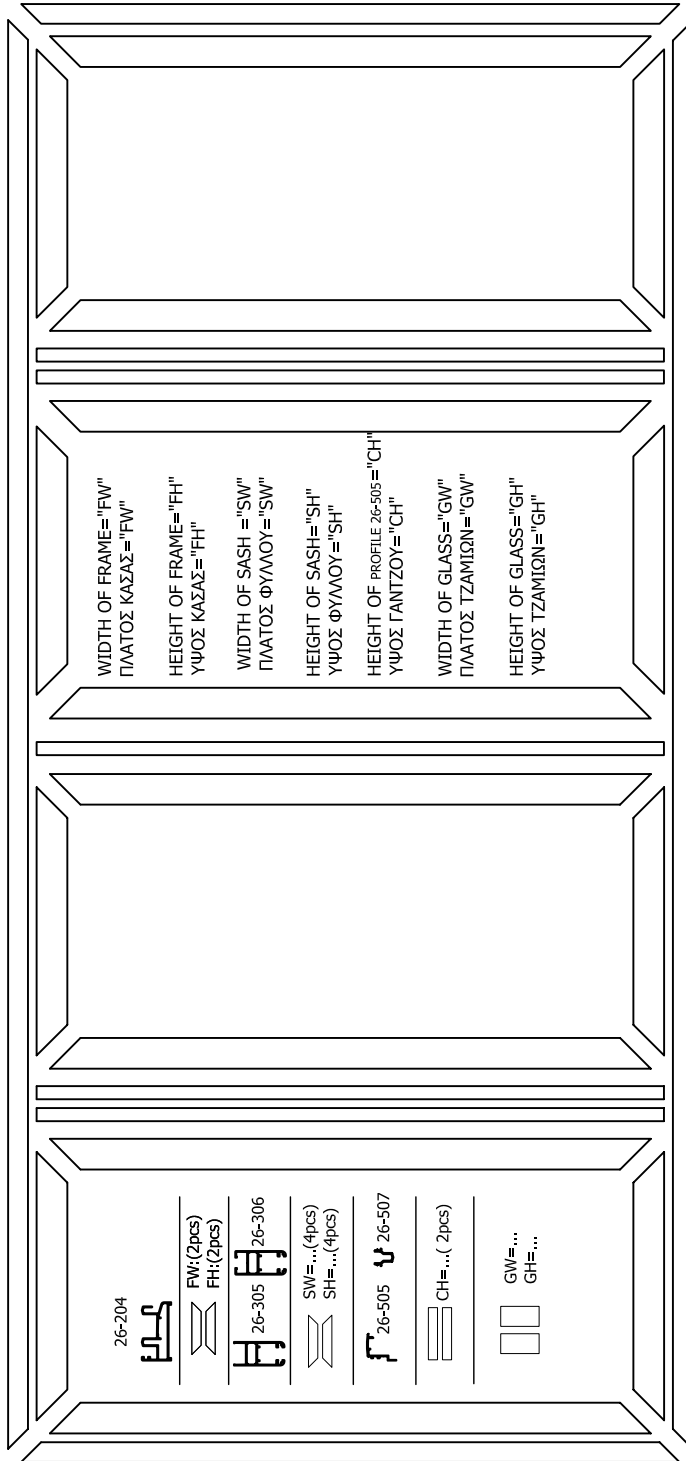 26-204
FW:(2pcs)
FH:(2pcs)
26-305
26-306
SW=...(4pcs)
SH=...(4pcs)
26-505
26-507
CH=...( 2pcs)
GW=...
GH=...
WIDTH OF FRAME="FW"
ΠΛΑΤΟΣ ΚΑΣΑΣ="FW"
HEIGHT OF FRAME="FH"
ΥΨΟΣ ΚΑΣΑΣ="FH"
WIDTH OF SASH ="SW"
ΠΛΑΤΟΣ ΦΥΛΛΟΥ="SW"
HEIGHT OF SASH="SH"
ΥΨΟΣ ΦΥΛΛΟΥ="SH"
HEIGHT OF PROFILE 26-505="CH"
ΥΨΟΣ ΓΑΝΤΖΟΥ="CH"
WIDTH OF GLASS="GW"
ΠΛΑΤΟΣ ΤΖΑΜΙΩΝ="GW"
HEIGHT OF GLASS="GH"
ΥΨΟΣ ΤΖΑΜΙΩΝ="GH"